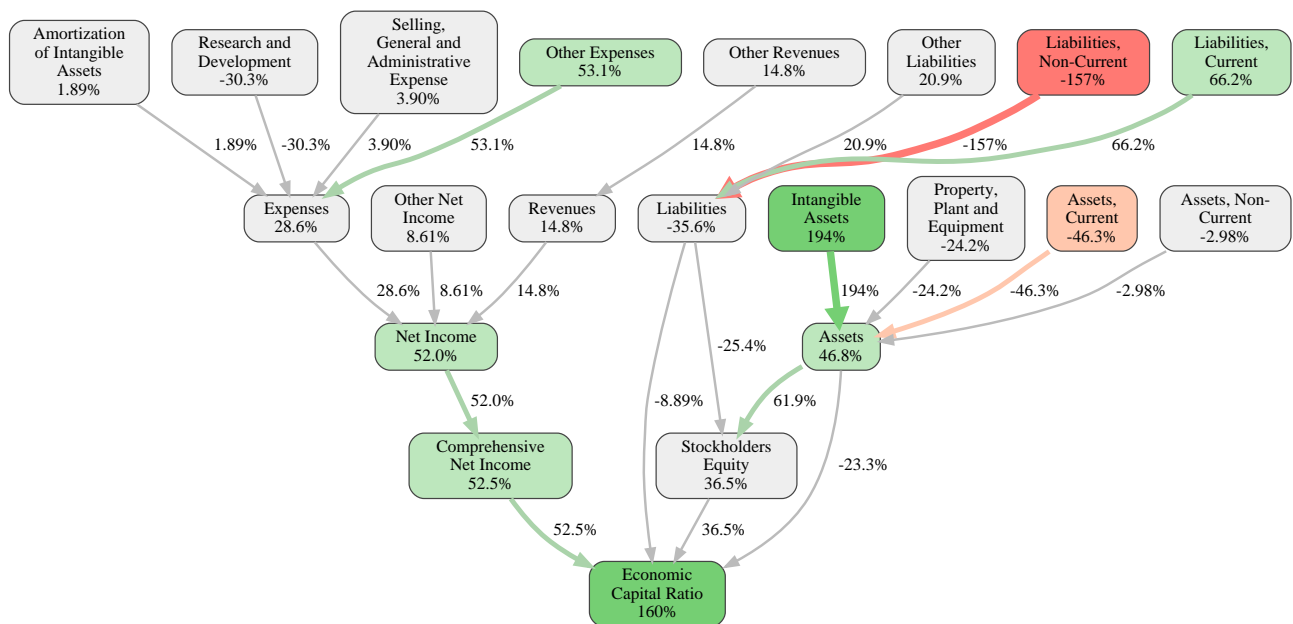 Amortization
of Intangible
Assets
1.89%
Research and
Development
-30.3%
Selling,
General and
Administrative
Expense
3.90%
Other Expenses
53.1%
Other Revenues
14.8%
Other
Liabilities
20.9%
Liabilities,
Non-Current
-157%
Liabilities,
Current
66.2%
1.89%
-30.3%
3.90%
53.1%
14.8%
20.9%
-157%
66.2%
Expenses
28.6%
Other Net
Income
8.61%
Revenues
14.8%
Liabilities
-35.6%
Intangible
Assets
194%
Property,
Plant and
Equipment
-24.2%
Assets,
Current
-46.3%
Assets, Non-
Current
-2.98%
28.6%
8.61%
14.8%
194%
-24.2%
-46.3%
-2.98%
Net Income
52.0%
Assets
46.8%
-25.4%
52.0%
-8.89%
61.9%
Comprehensive
Net Income
52.5%
Stockholders
Equity
36.5%
-23.3%
52.5%
36.5%
Economic
Capital Ratio
160%